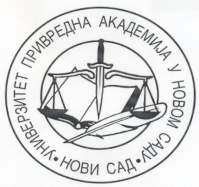 УНИВЕРЗИТЕТ ПРИВРЕДНА АКАДЕМИЈА У НОВОМ САДУ
• НОВИ САД •